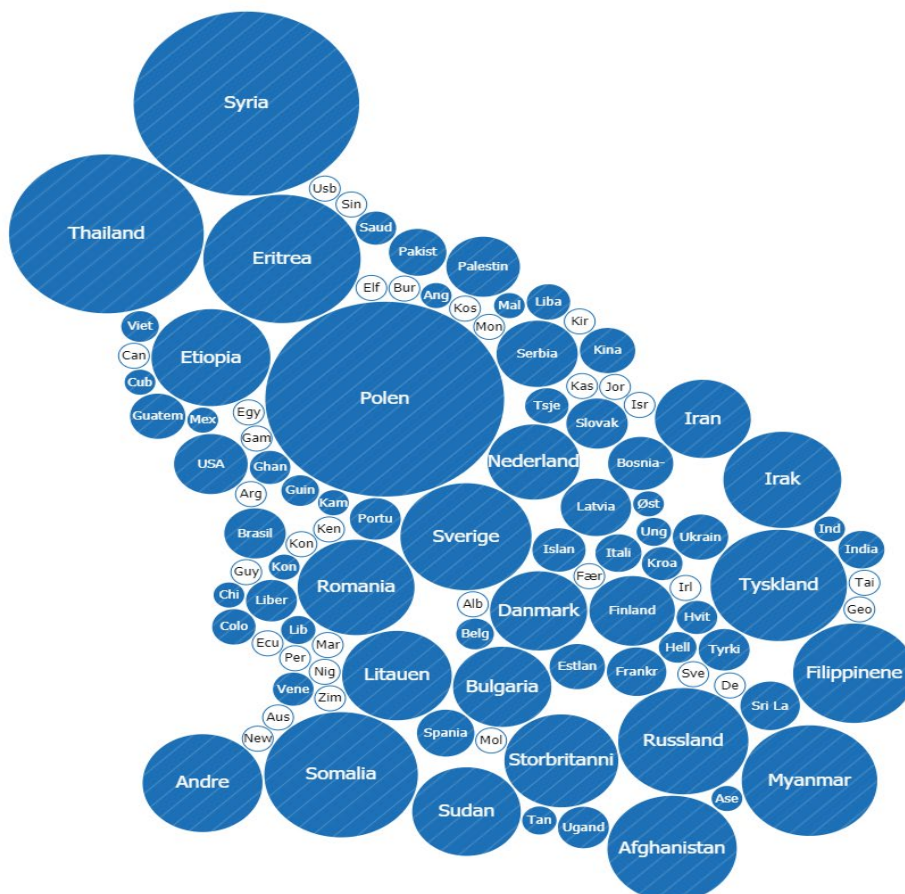 Syria
Thailand
Usb
Sin
Saud
Eritrea
Pakist
Palestin
Elf
Bur
Ang
Kos
Mal
Liba
Viet
Mon
Kir
Can
Etiopia
Serbia
Kina
Cub
Polen
Kas
Jor
Isr
Guatem
Mex
Egy
Tsje
Slovak
Iran
Gam
USA
Ghan
Nederland
Bosnia-
Irak
Arg
Guin
Kam
Latvia
Øst
Brasil
Kon
Ken
Portu
Sverige
Ung
Ukrain
Ind
India
Guy
Kon
Romania
Islan
Itali
Kroa
Tyskland
Tai
Chi
Liber
Fær
Irl
Geo
Colo
Lib
Alb
Danmark
Finland
Hvit
Ecu
Mar
Belg
Hell
Tyrki
Per
Nig
Litauen
Bulgaria
Estlan
Frankr
Sve
De
Filippinene
Vene
Zim
Aus
Spania
Mol
Sri La
New
Andre
Somalia
Sudan
Storbritanni
Russland
Myanmar
Tan
Ugand
Ase
Afghanistan